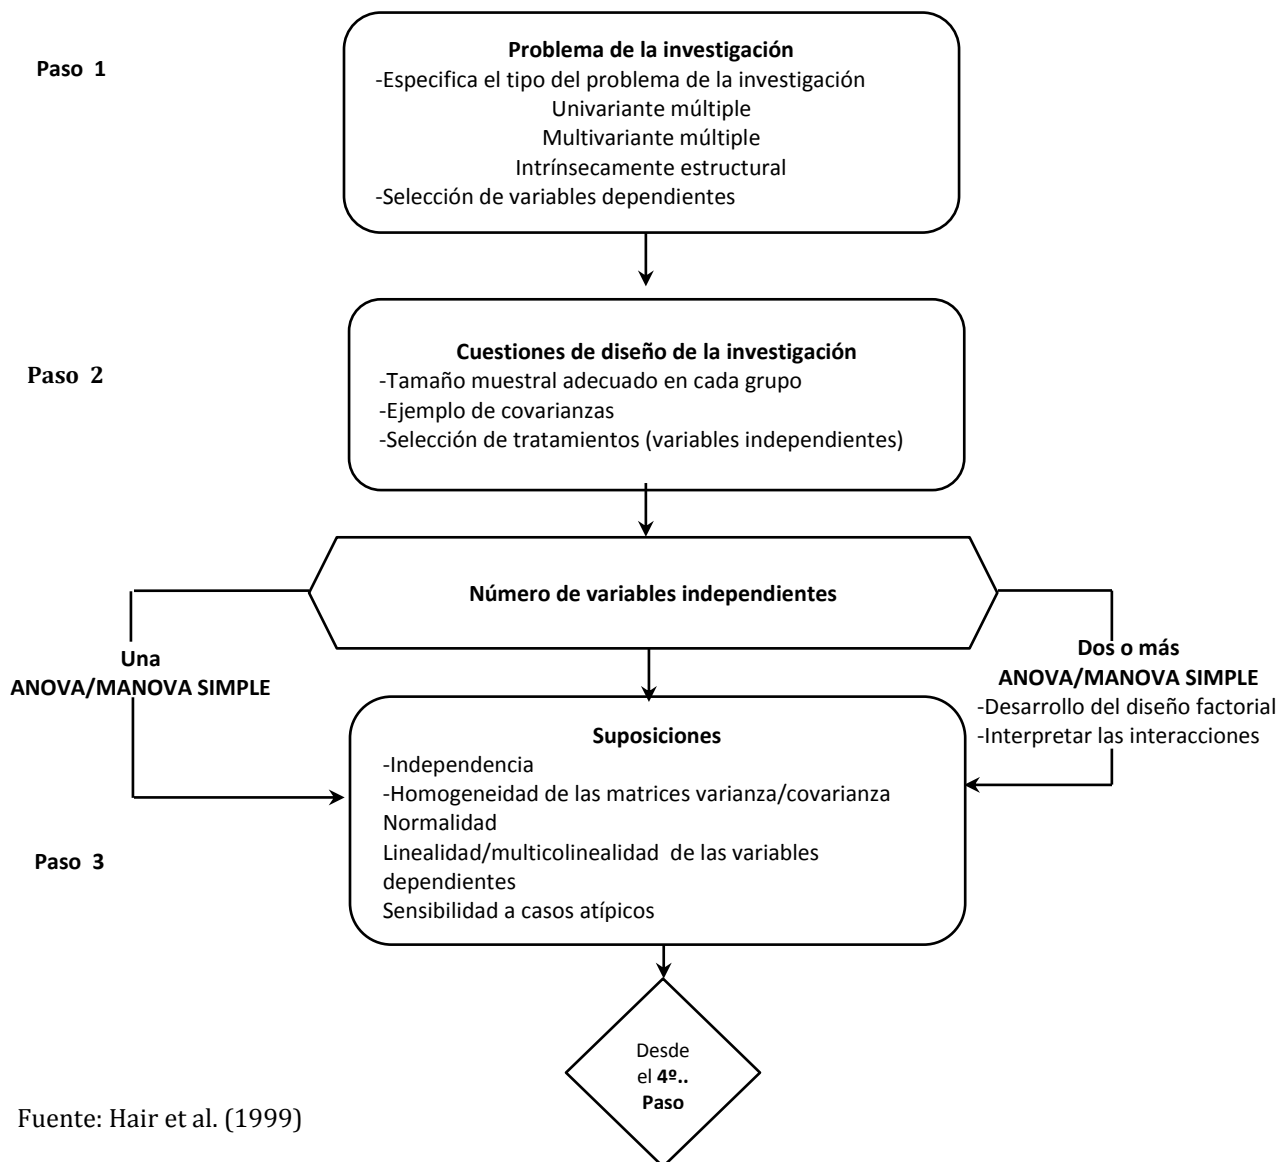 Paso 1
Problema de la investigación
-Especifica el tipo del problema de la investigación
Univariante múltiple
Multivariante múltiple
Intrínsecamente estructural
-Selección de variables dependientes
Paso 2
Cuestiones de diseño de la investigación
-Tamaño muestral adecuado en cada grupo
-Ejemplo de covarianzas
-Selección de tratamientos (variables independientes)
Número de variables independientes
Una
ANOVA/MANOVA SIMPLE
Dos o más
ANOVA/MANOVA SIMPLE
-Desarrollo del diseño factorial
-Interpretar las interacciones
Paso 3
Suposiciones
-Independencia
-Homogeneidad de las matrices varianza/covarianza
Normalidad
Linealidad/multicolinealidad de las variables
dependientes
Sensibilidad a casos atípicos
Desde
el 4º..
Paso
Fuente: Hair et al. (1999)